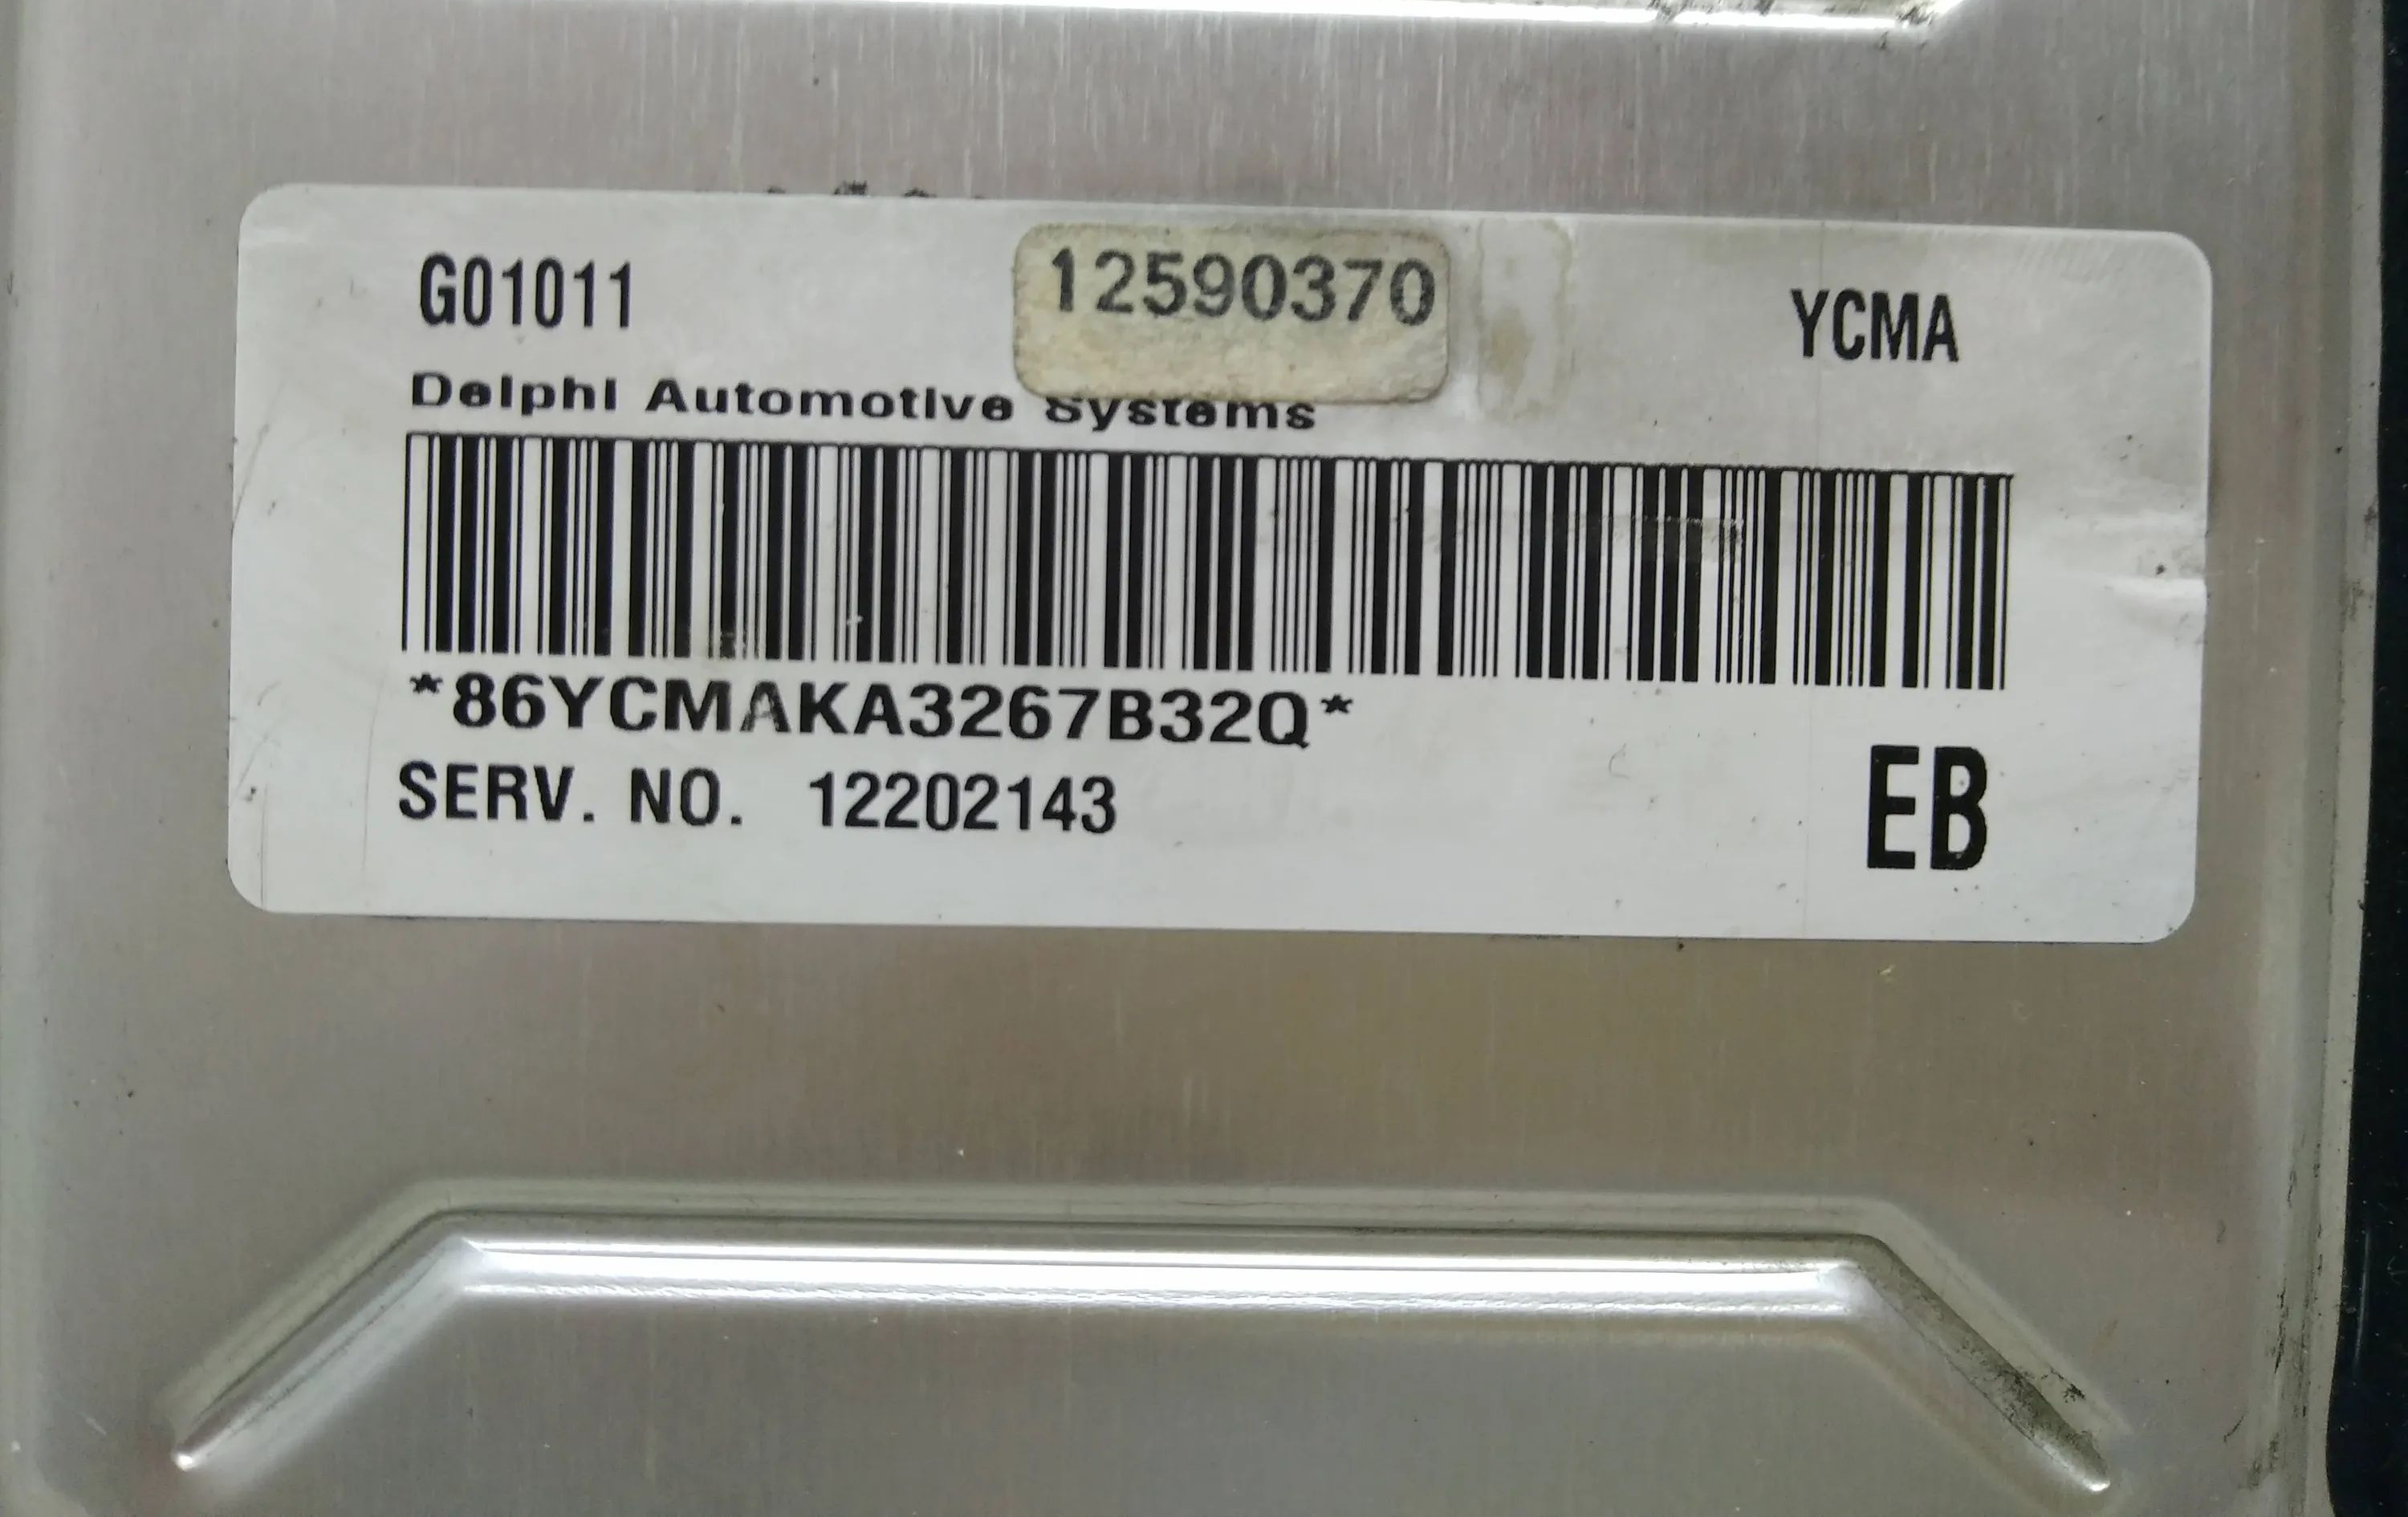 G01011 12590370 YCMA
Delphi Automotive Systems
*86YCMAKA3267B32Q*
SERV. NO. 12202143 EB